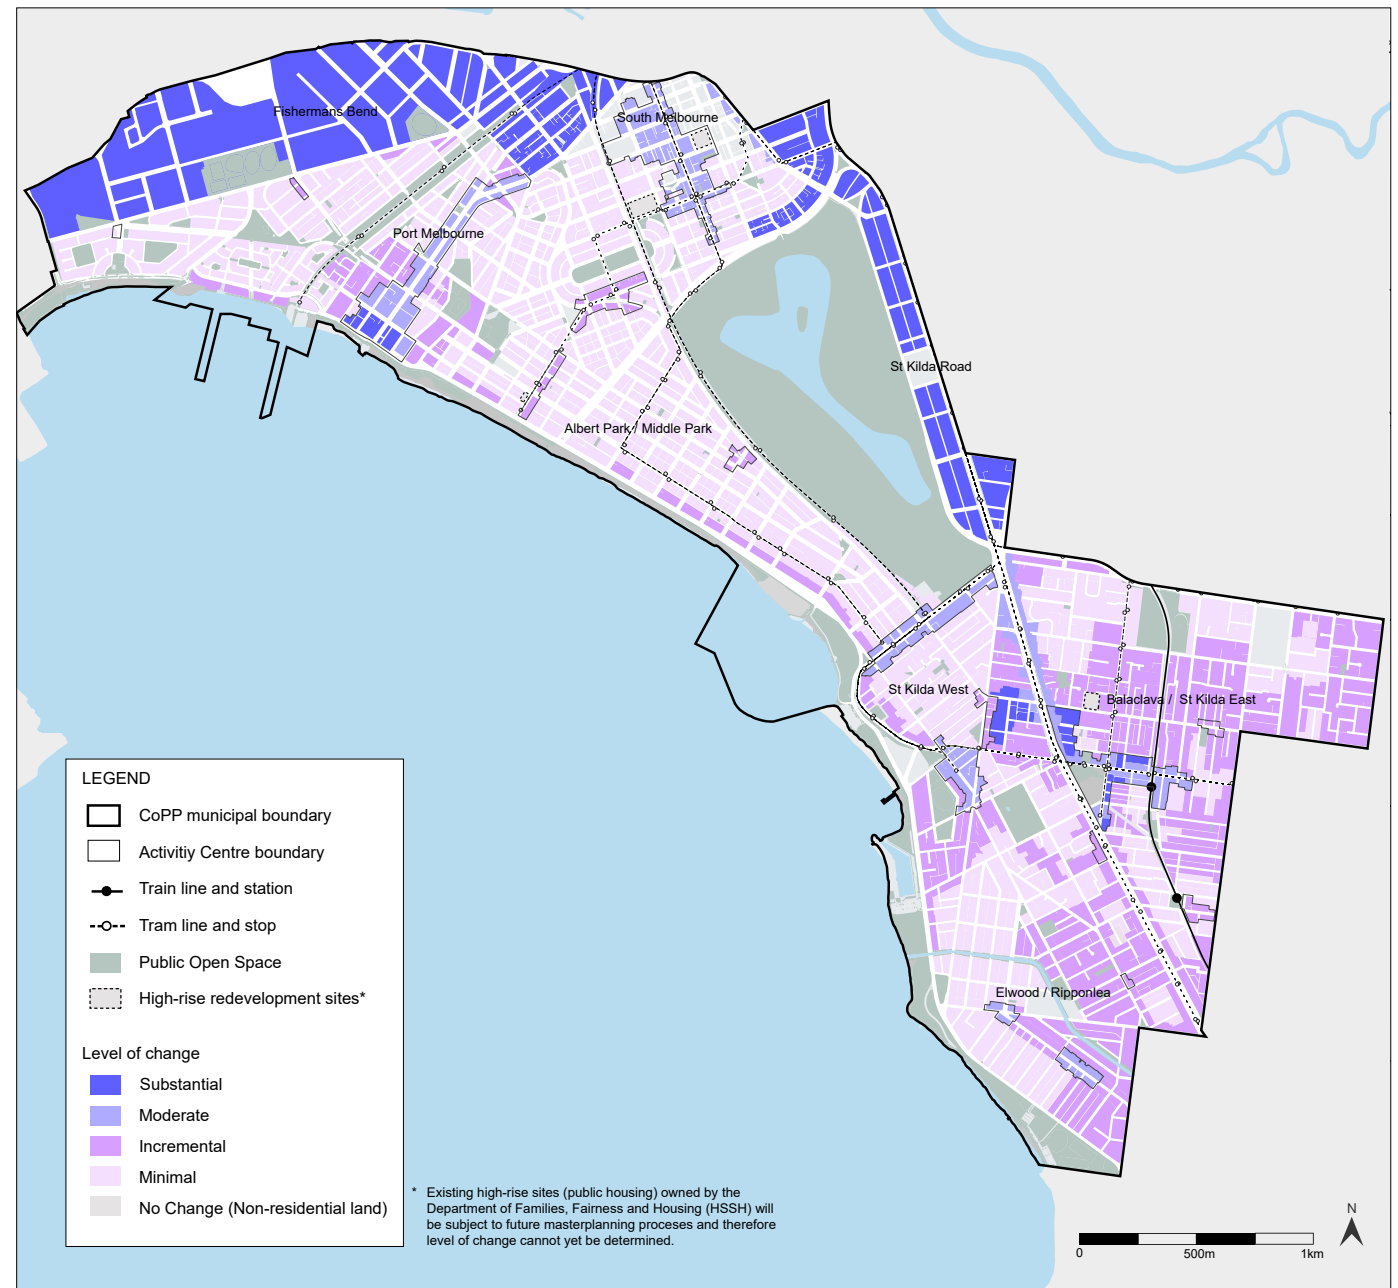 Fishermans Bend
South Melbourne
Port Melbourne
St Kilda Road
Albert Park / Middle Park
St Kilda West
Balaclava / St Kilda East
Elwood / Ripponlea
LEGEND
CoPP municipal boundary
Activitiy Centre boundary
Train line and station
Tram line and stop
Public Open Space
High-rise redevelopment sites*
Level of change
Substantial
Moderate
Incremental
Minimal
No Change (Non-residential land)
* Existing high-rise sites (public housing) owned by the
Department of Families, Fairness and Housing (HSSH) will
be subject to future masterplanning proceses and therefore
level of change cannot yet be determined.
N
0 500m 1km